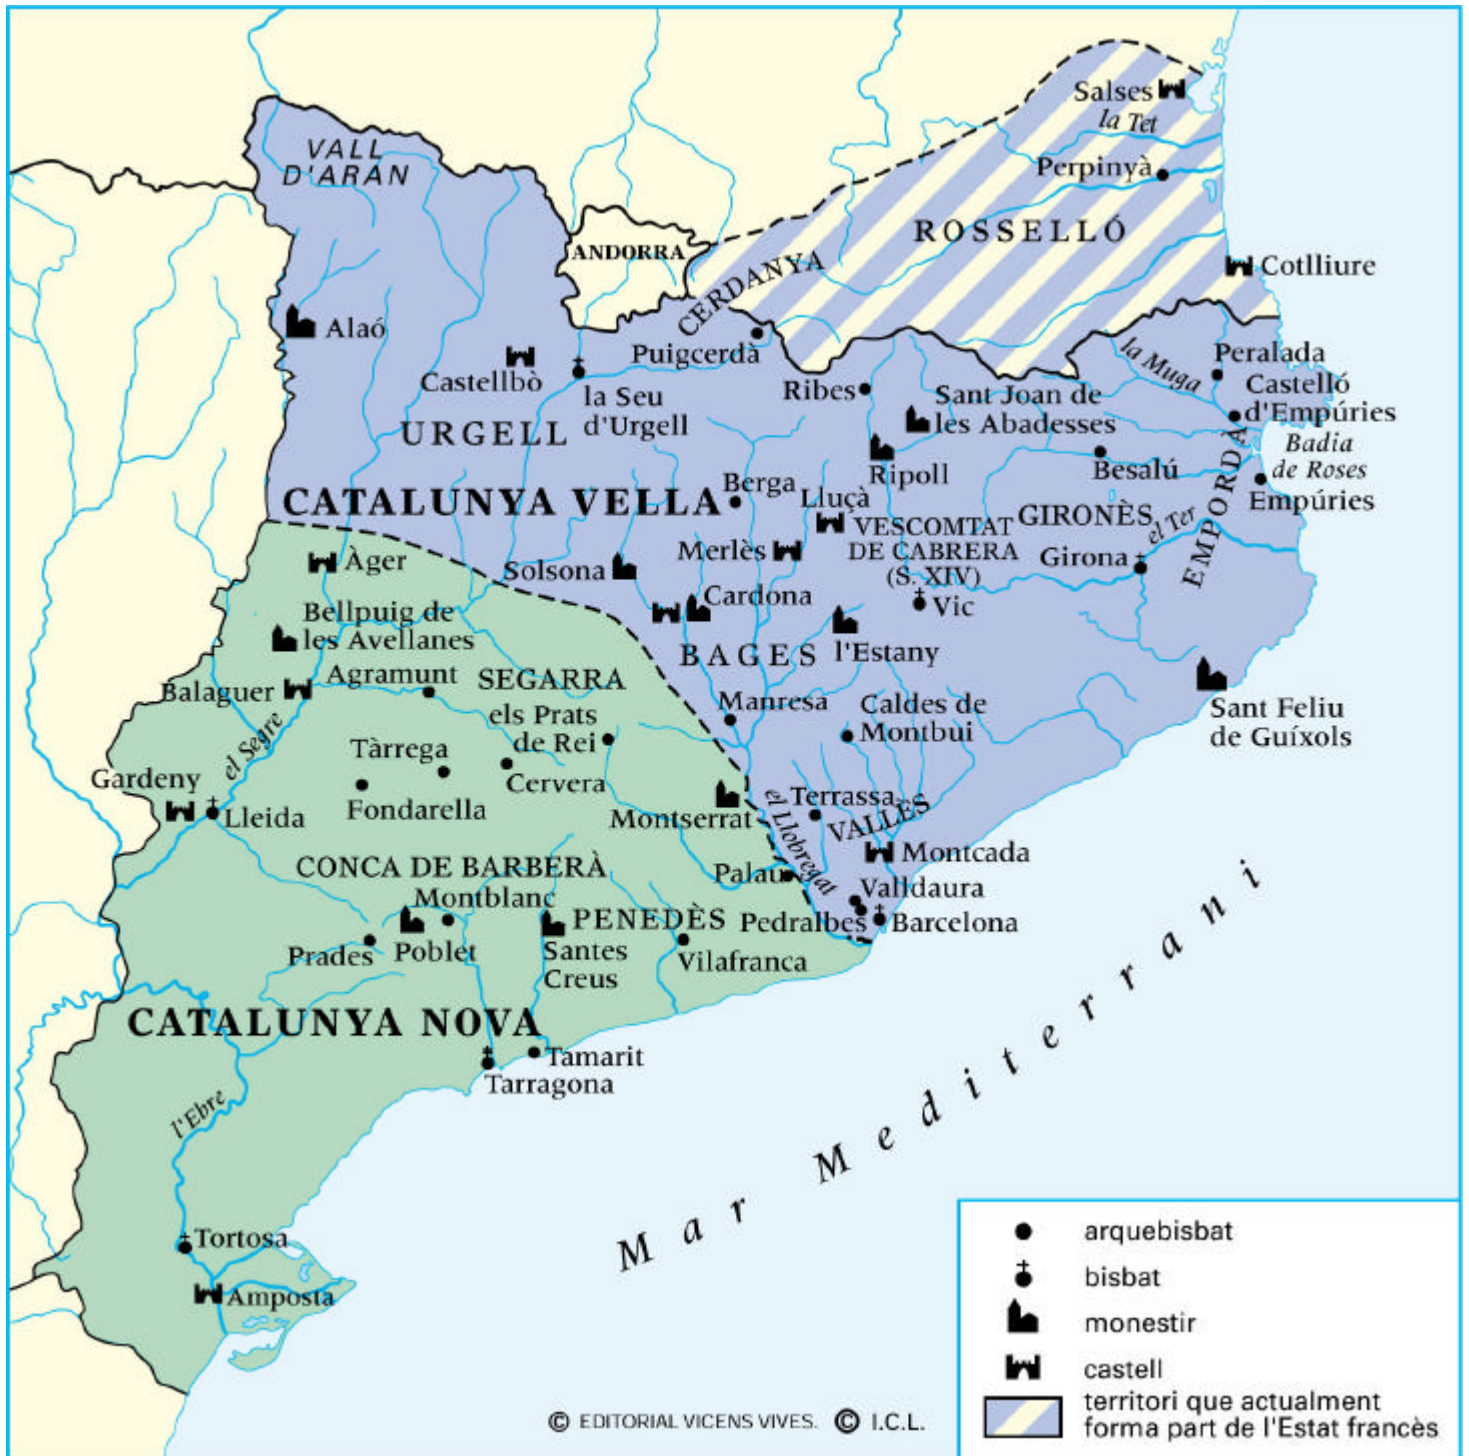 Salses
la Tet
VALL
D'ARAN
Perpinyà
ROSSELLÓ
ANDORRA
CERDANYA
Cotlliure
Alaó
Puigcerdà
la Muga
Peralada
Castellbò
la Seu
d'Urgell
Ribes
Sant Joan de
les Abadesses
Castelló
d'Empúries
URGELL
Badia
de Roses
Ripoll
Besalú
Empúries
CATALUNYA VELLA
Berga
Lluçà
VESCOMTAT
DE CABRERA
(S. XIV)
GIRONÈS
el Ter
EMPORDÀ
Merlès
Girona
Àger
Solsona
Cardona
Vic
Bellpuig de
les Avellanes
BAGES
l'Estany
Agramunt
SEGARRA
Balaguer
els Prats
de Rei
Manresa
Caldes de
Montbui
Sant Feliu
de Guíxols
el Segre
Tàrrega
Cervera
Gardeny
Fondarella
Lleida
Montserrat
Terrassa
VALLÈS
el Llobregat
Montcada
CONCA DE BARBERÀ
Palau
Valldaura
Montblanc
PENEDÈS
Pedralbes
Barcelona
Prades
Poblet
Santes
Creus
Vilafranca
CATALUNYA NOVA
Tamarit
Tarragona
l'Ebre
Mar Mediterrani
Tortosa
Amposta
arquebisbat
bisbat
monestir
castell
territori que actualment
forma part de l'Estat francès
© EDITORIAL VICENS VIVES. © I.C.L.